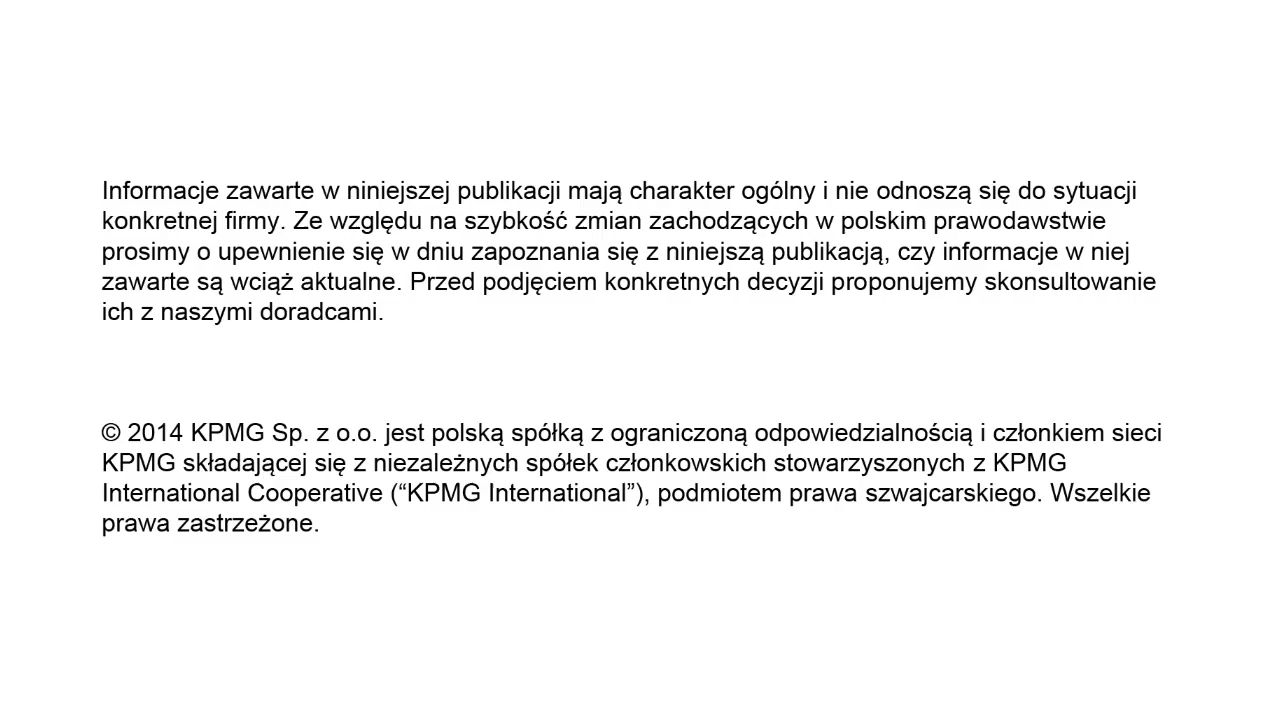 Informacje zawarte w niniejszej publikacji mają charakter ogólny i nie odnoszą się do sytuacji
konkretnej firmy. Ze względu na szybkość zmian zachodzących w polskim prawodawstwie
prosimy o upewnienie się w dniu zapoznania się z niniejszą publikacją, czy informacje w niej
zawarte są wciąż aktualne. Przed podjęciem konkretnych decyzji proponujemy skonsultowanie
ich z naszymi doradcami.
© 2014 KPMG Sp. z o.o. jest polską spółką z ograniczoną odpowiedzialnością i członkiem sieci
KPMG składającej się z niezależnych spółek członkowskich stowarzyszonych z KPMG
International Cooperative (“KPMG International”), podmiotem prawa szwajcarskiego. Wszelkie
prawa zastrzeżone.